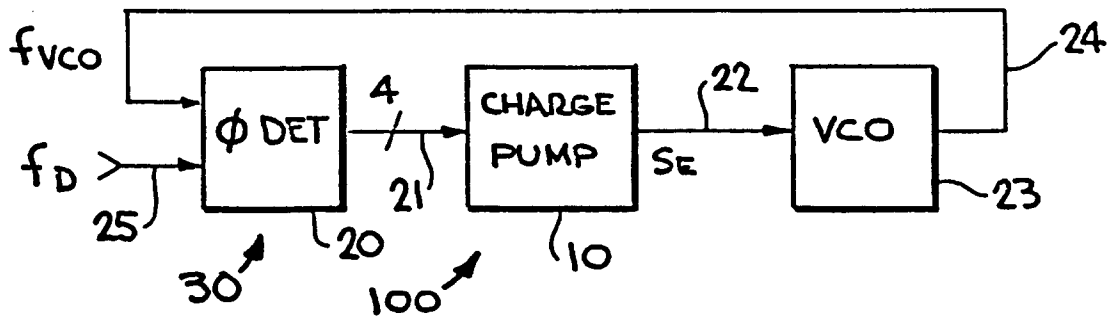 fVCO
24
4
CHARGE
PUMP
22
φ DET
VCO
fD
SE
21
23
25
20
10
30
100